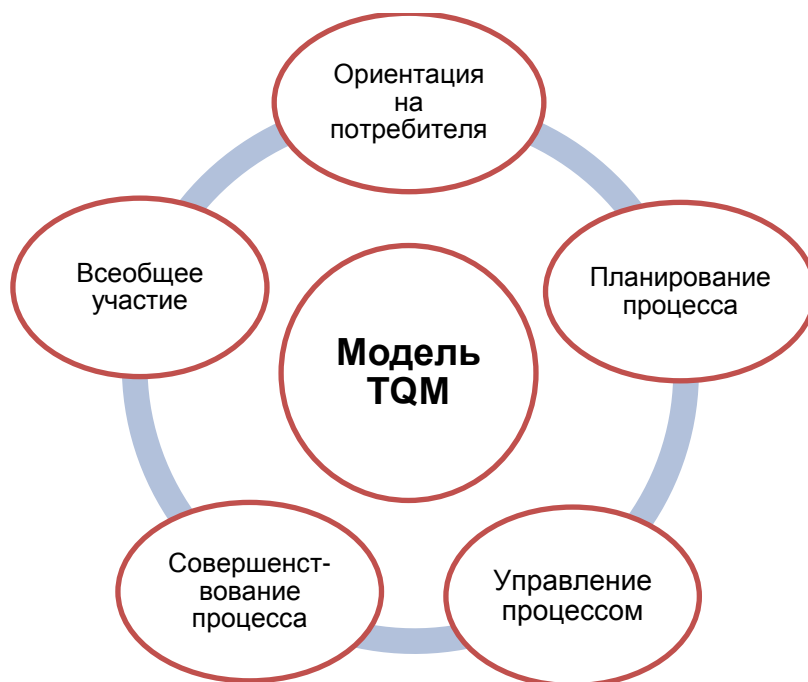 Ориентация
на
потребителя
Всеобщее
участие
Планирование
процесса
Модель
TQM
Совершенст-
вование
процесса
Управление
процессом